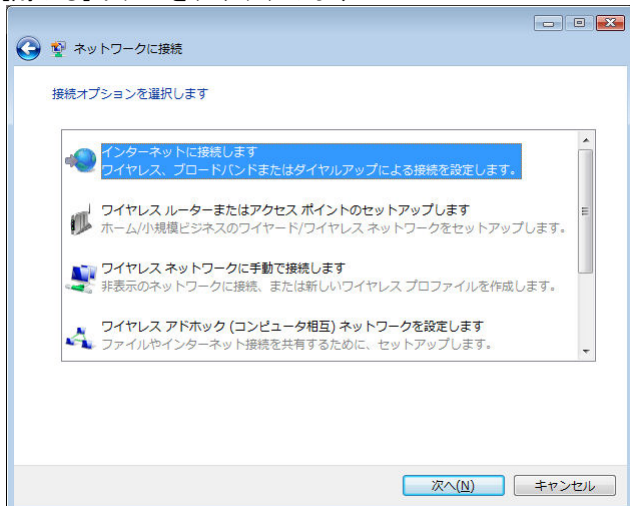 ネットワークに接続
接続オプションを選択します
インターネットに接続します
ワイヤレス、ブロードバンドまたはダイヤルアップによる接続を設定します。
ワイヤレス ルーターまたはアクセス ポイントのセットアップします
ホーム/小規模ビジネスのワイヤード/ワイヤレス ネットワークをセットアップします。
ワイヤレス ネットワークに手動で接続します
非表示のネットワークに接続、または新しいワイヤレス プロファイルを作成します。
ワイヤレス アドホック (コンピュータ相互) ネットワークを設定します
ファイルやインターネット接続を共有するために、セットアップします。
次へ(N)
キャンセル